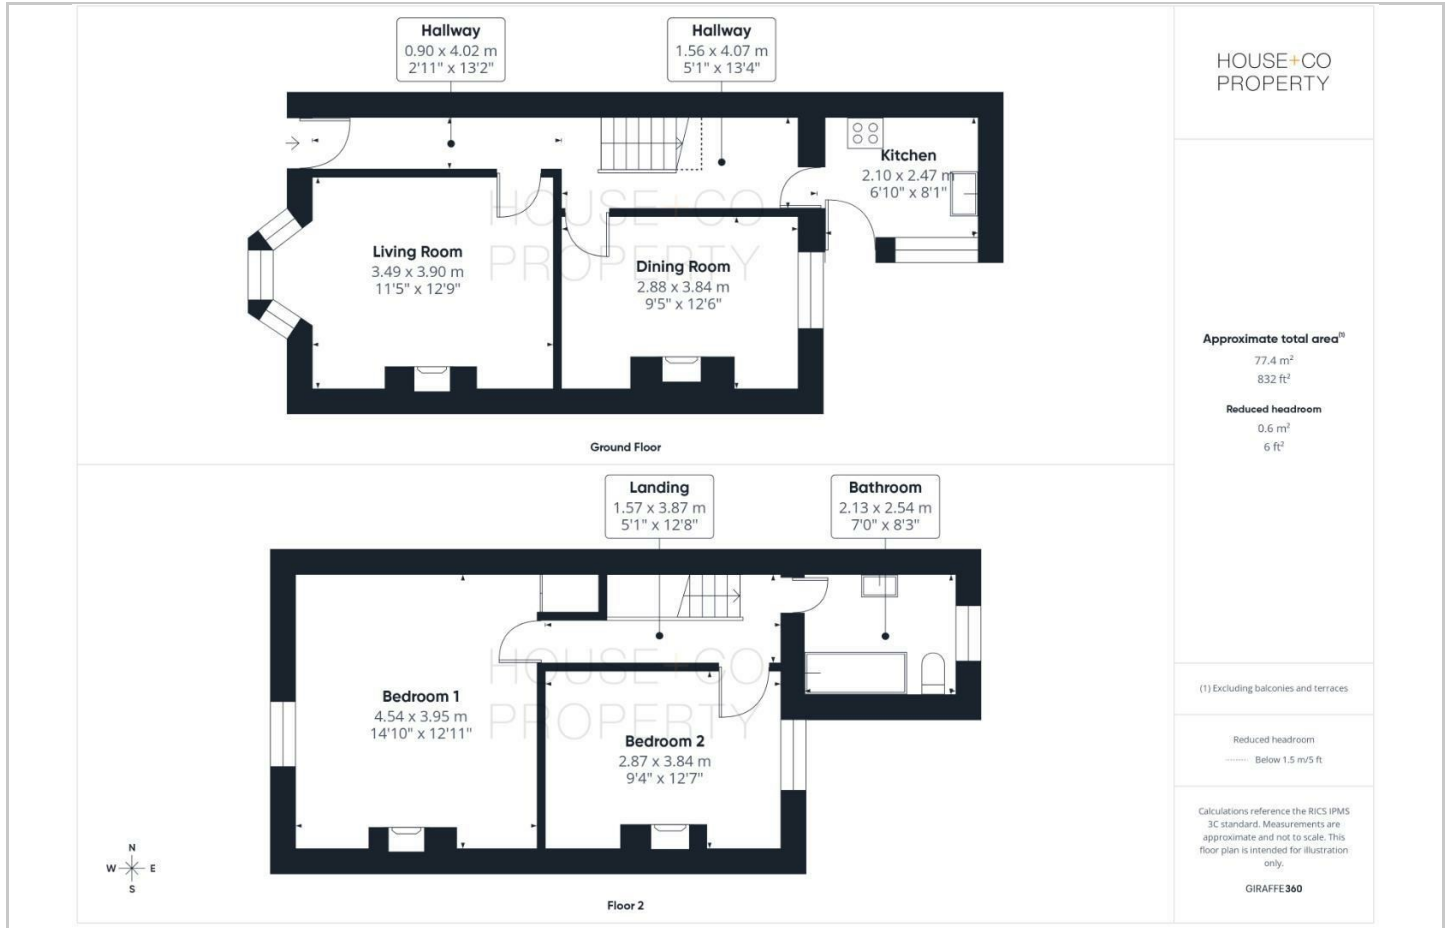 Hallway
0.90 x 4.02 m
2'11" x 13'2"
Hallway
1.56 x 4.07 m
5'1" x 13'4"
Kitchen
2.10 x 2.47 m
6'10" x 8'1"
Living Room
3.49 x 3.90 m
11'5" x 12'9"
Dining Room
2.88 x 3.84 m
9'5" x 12'6"
HOUSE+CO
PROPERTY
Ground Floor
Landing
1.57 x 3.87 m
5'1" x 12'8"
Bathroom
2.13 x 2.54 m
7'0" x 8'3"
Bedroom 1
4.54 x 3.95 m
14'10" x 12'11"
Bedroom 2
2.87 x 3.84 m
9'4" x 12'7"
HOUSE+CO
PROPERTY
N
W E
S
Floor 2
HOUSE+CO
PROPERTY
Approximate total area(1)
77.4 m²
832 ft²
Reduced headroom
0.6 m²
6 ft²
(1) Excluding balconies and terraces
Reduced headroom
Below 1.5 m/5 ft
Calculations reference the RICS IPMS
3C standard. Measurements are
approximate and not to scale. This
floor plan is intended for illustration
only.
GIRAFFE360